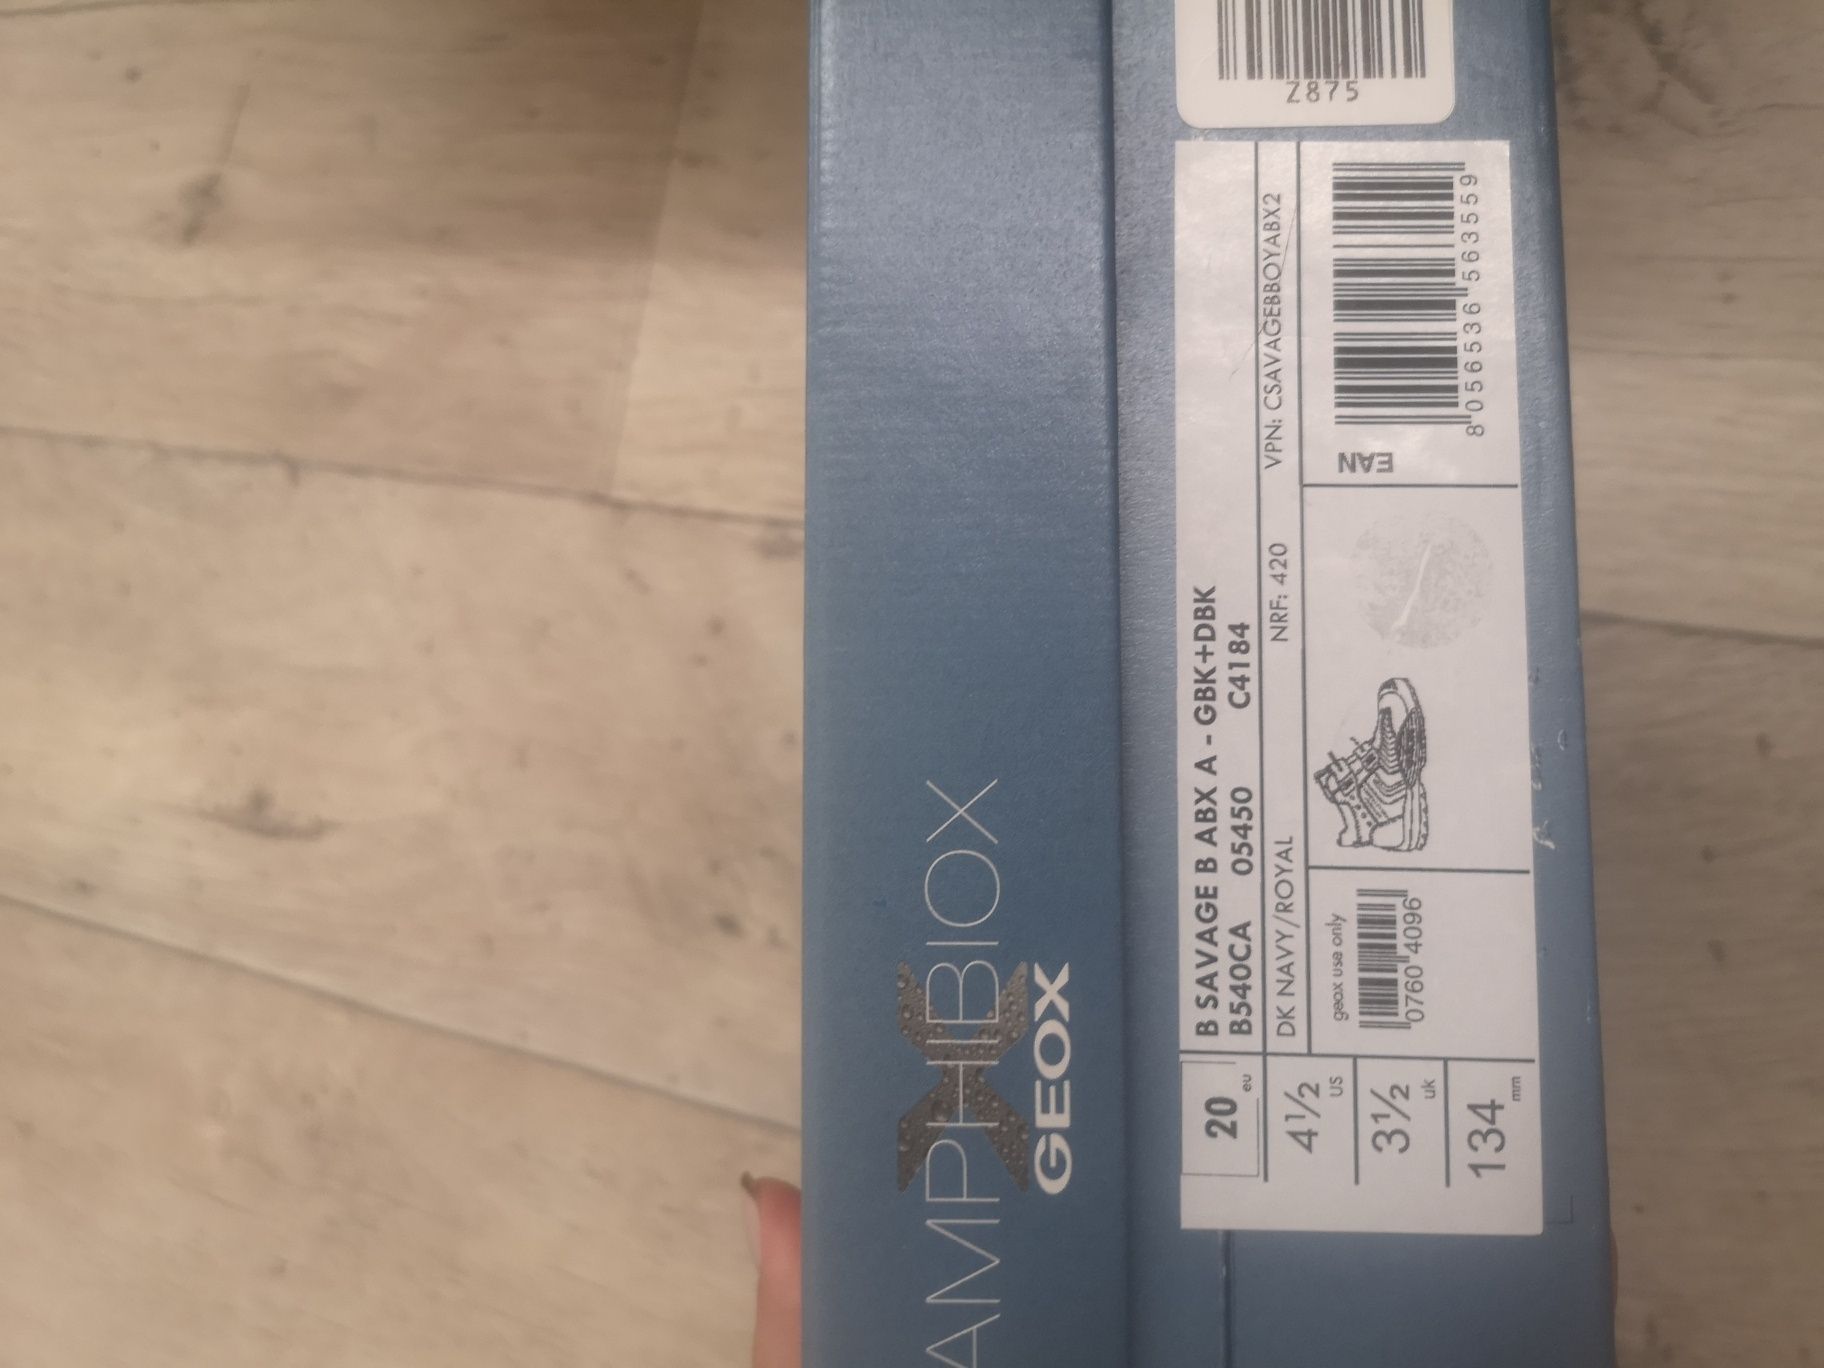 AMPHIBIOX
GEOX
Z875
B SAVAGE B ABX A - GBK+DBK
B540CA 05450 C4184
DK NAVY/ROYAL NRF: 420 VPN: CSAVAGEBBOYABX2
geox use only
0760 4096
EAN
8 056536 563559
20 eu
4½ US
3½ uk
134 mm